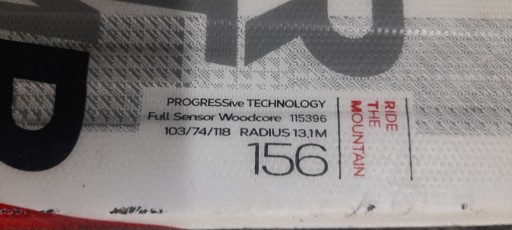 PROGRESSive TECHNOLOGY
Full Sensor Woodcore 115396
103/74/118 RADIUS 13,1M
156
RIDE
THE
MOUNTAIN